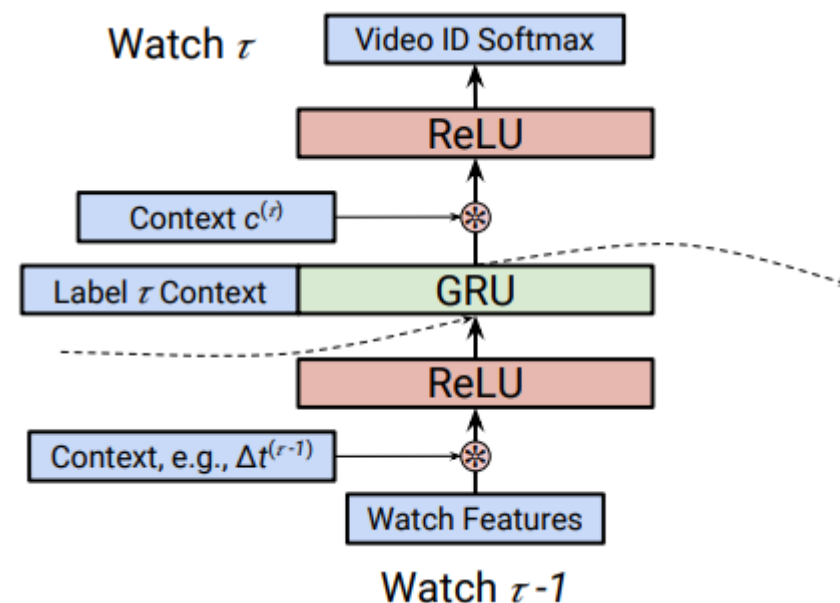 Watch 𝜏
Video ID Softmax
ReLU
Context c⁽𝜏⁾
Label 𝜏 Context
GRU
ReLU
Context, e.g., Δt⁽𝜏-1⁾
Watch Features
Watch 𝜏-1